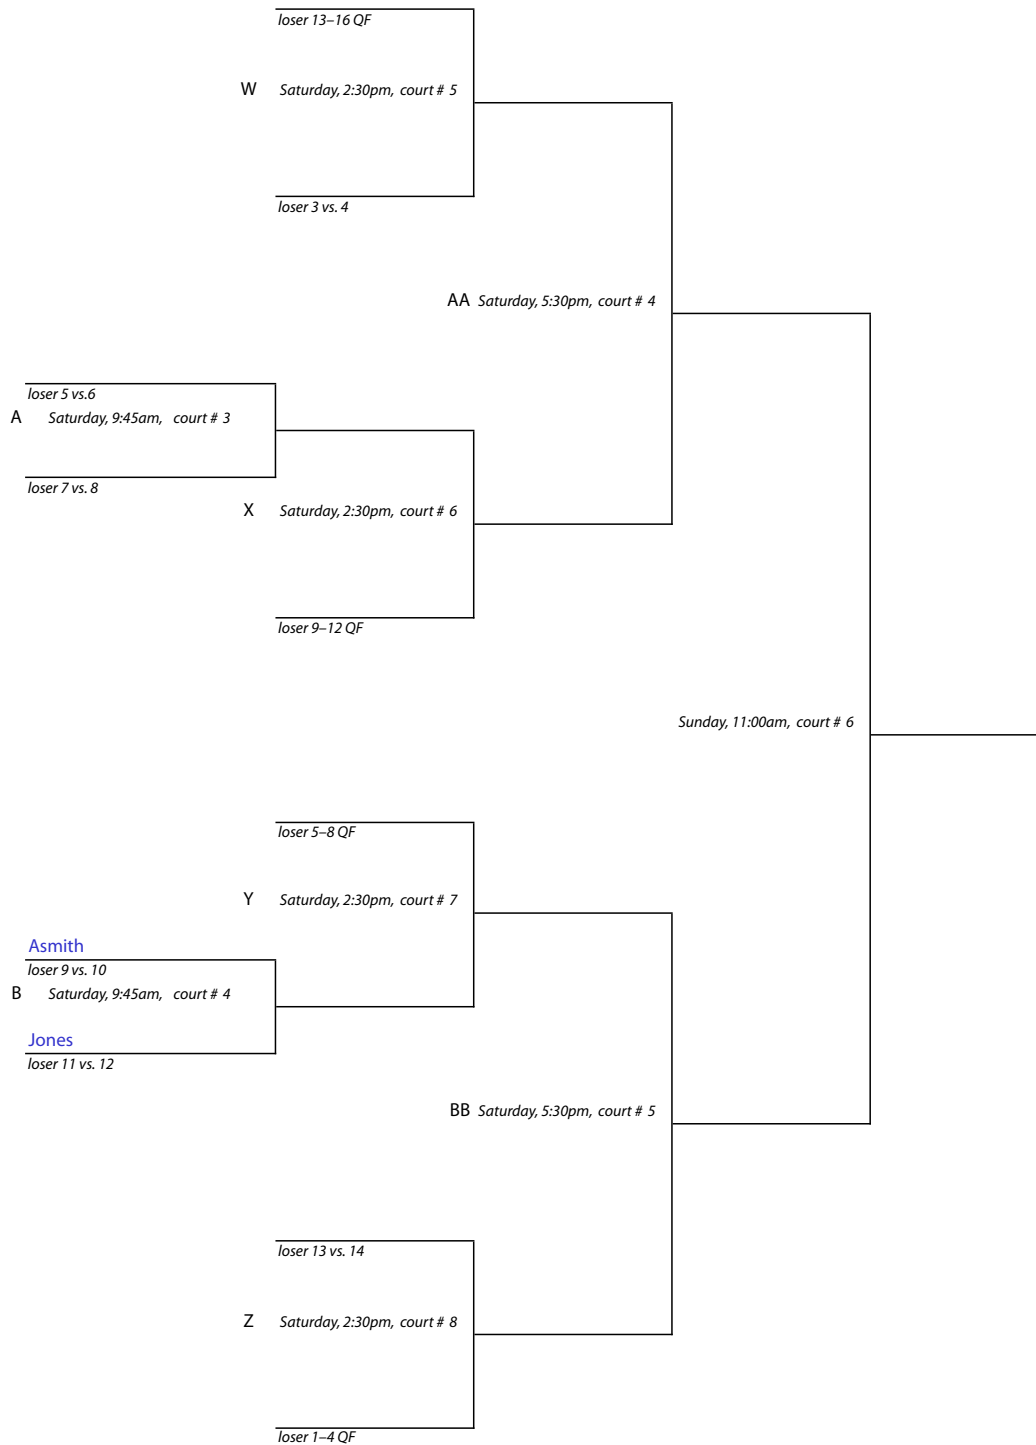 loser 13–16 QF
W Saturday, 2:30pm, court # 5
loser 3 vs. 4
AA Saturday, 5:30pm, court # 4
loser 5 vs.6
A Saturday, 9:45am, court # 3
loser 7 vs. 8
X Saturday, 2:30pm, court # 6
loser 9–12 QF
Sunday, 11:00am, court # 6
loser 5–8 QF
Y Saturday, 2:30pm, court # 7
Asmith
loser 9 vs. 10
B Saturday, 9:45am, court # 4
Jones
loser 11 vs. 12
BB Saturday, 5:30pm, court # 5
loser 13 vs. 14
Z Saturday, 2:30pm, court # 8
loser 1–4 QF